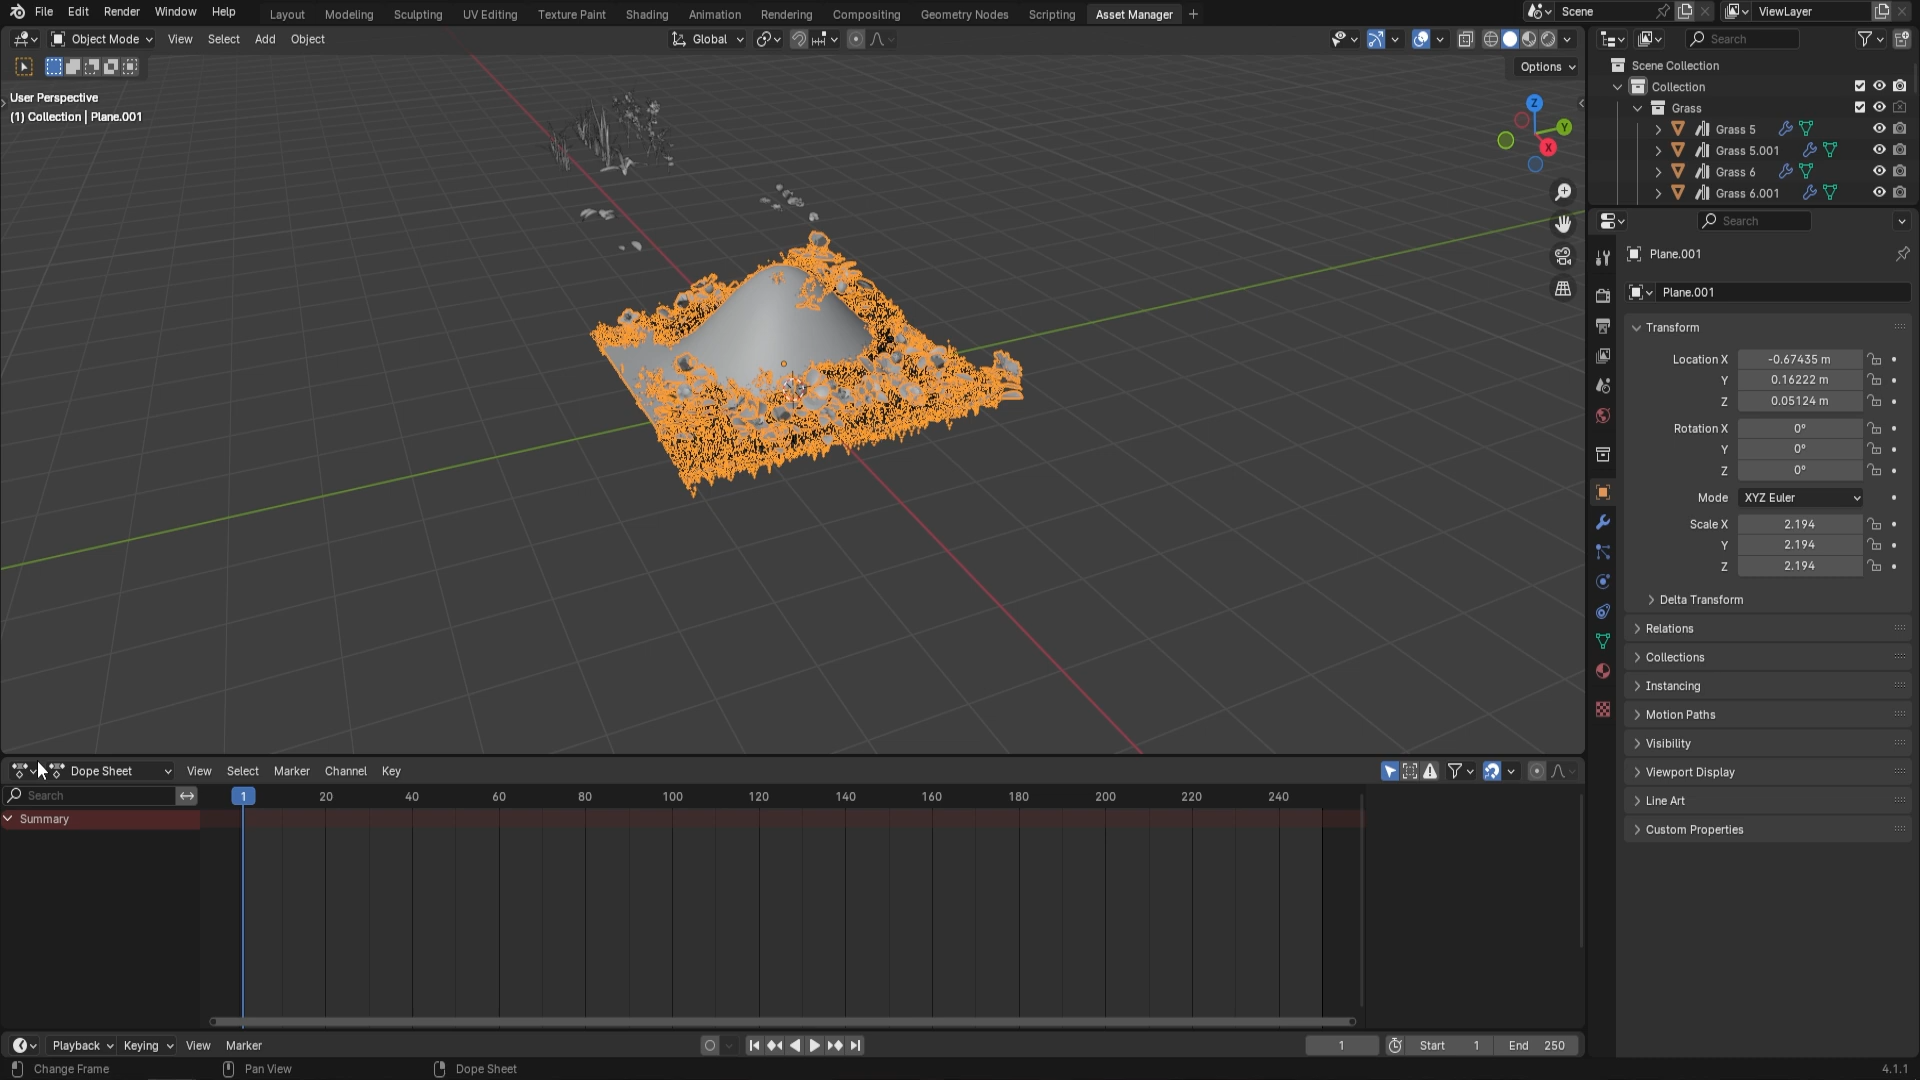 File Edit Render Window Help Layout Modeling Sculpting UV Editing Texture Paint Shading Animation Rendering Compositing Geometry Nodes Scripting Asset Manager + Scene ViewLayer
Object Mode View Select Add Object Global Search
Options
User Perspective
(1) Collection | Plane.001
Z
Y
X
Scene Collection
Collection
Grass
Grass 5
Grass 5.001
Grass 6
Grass 6.001
Search
Plane.001
Plane.001
Transform
Location X -0.67435 m
Y 0.16222 m
Z 0.05124 m
Rotation X 0°
Y 0°
Z 0°
Mode XYZ Euler
Scale X 2.194
Y 2.194
Z 2.194
Delta Transform
Relations
Collections
Instancing
Motion Paths
Visibility
Viewport Display
Line Art
Custom Properties
Dope Sheet View Select Marker Channel Key
Search 1 20 40 60 80 100 120 140 160 180 200 220 240
Summary
Playback Keying View Marker 1 Start 1 End 250
Change Frame Pan View Dope Sheet 4.1.1